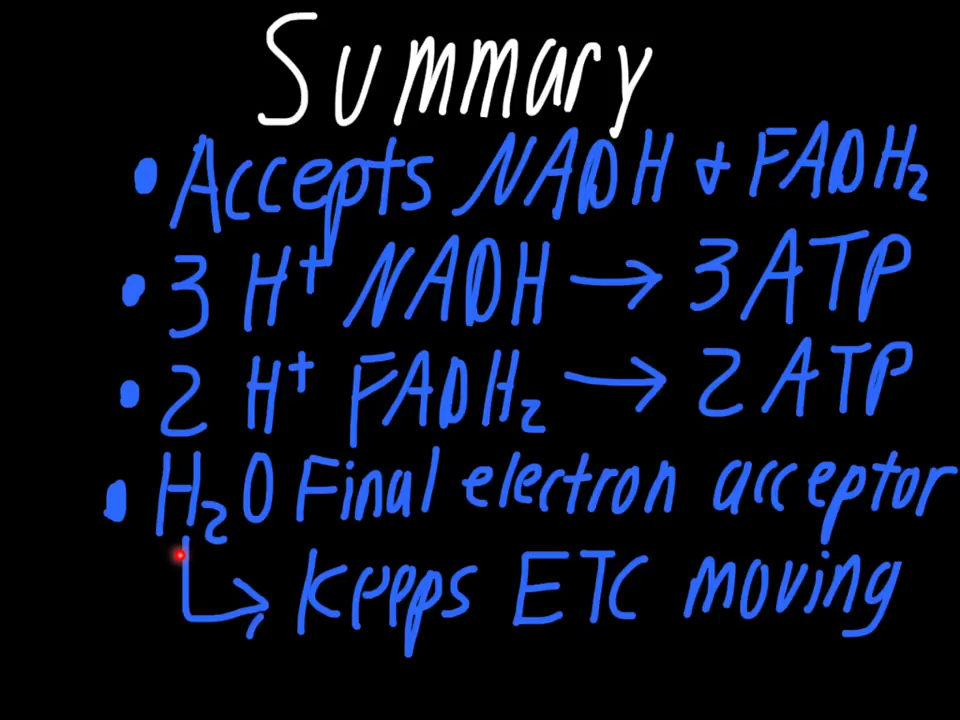 Summary
• Accepts NADH + FADH₂
• 3 H⁺ NADH → 3 ATP
• 2 H⁺ FADH₂ → 2 ATP
• H₂O Final electron acceptor
↳ Keeps ETC moving